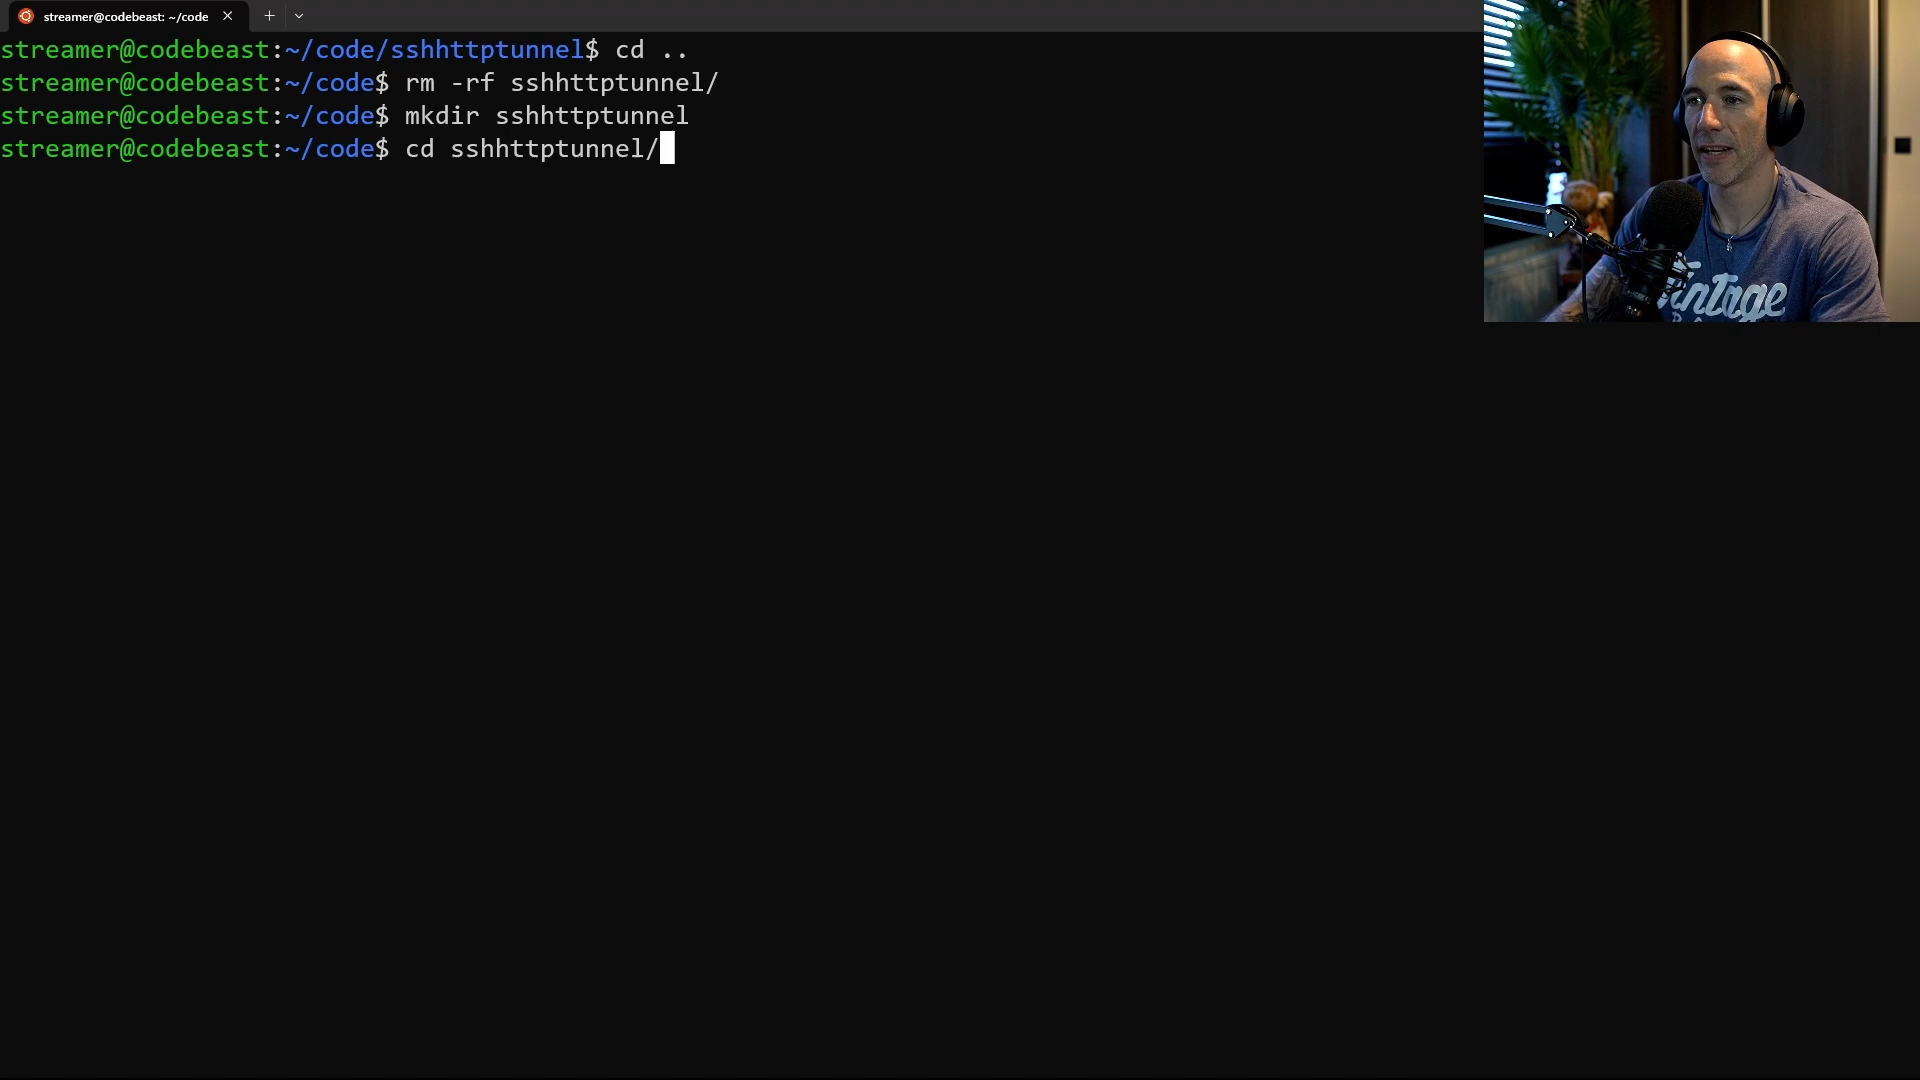 streamer@codebeast: ~/code
streamer@codebeast:~/code/sshhttptunnel$ cd ..
streamer@codebeast:~/code$ rm -rf sshhttptunnel/
streamer@codebeast:~/code$ mkdir sshhttptunnel
streamer@codebeast:~/code$ cd sshhttptunnel/
Vintage